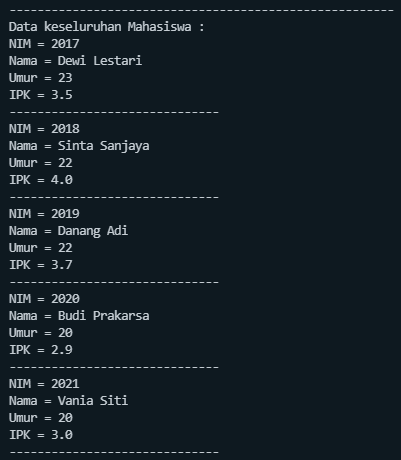 -------------------------------------------------------
Data keseluruhan Mahasiswa :
NIM = 2017
Nama = Dewi Lestari
Umur = 23
IPK = 3.5
------------------------------
NIM = 2018
Nama = Sinta Sanjaya
Umur = 22
IPK = 4.0
------------------------------
NIM = 2019
Nama = Danang Adi
Umur = 22
IPK = 3.7
------------------------------
NIM = 2020
Nama = Budi Prakarsa
Umur = 20
IPK = 2.9
------------------------------
NIM = 2021
Nama = Vania Siti
Umur = 20
IPK = 3.0
------------------------------